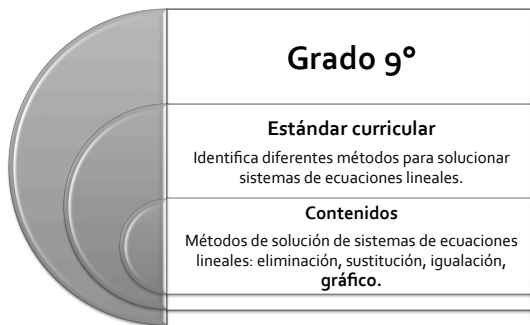 Grado 9°
Estándar curricular
Identifica diferentes métodos para solucionar
sistemas de ecuaciones lineales.
Contenidos
Métodos de solución de sistemas de ecuaciones
lineales: eliminación, sustitución, igualación,
gráfico.